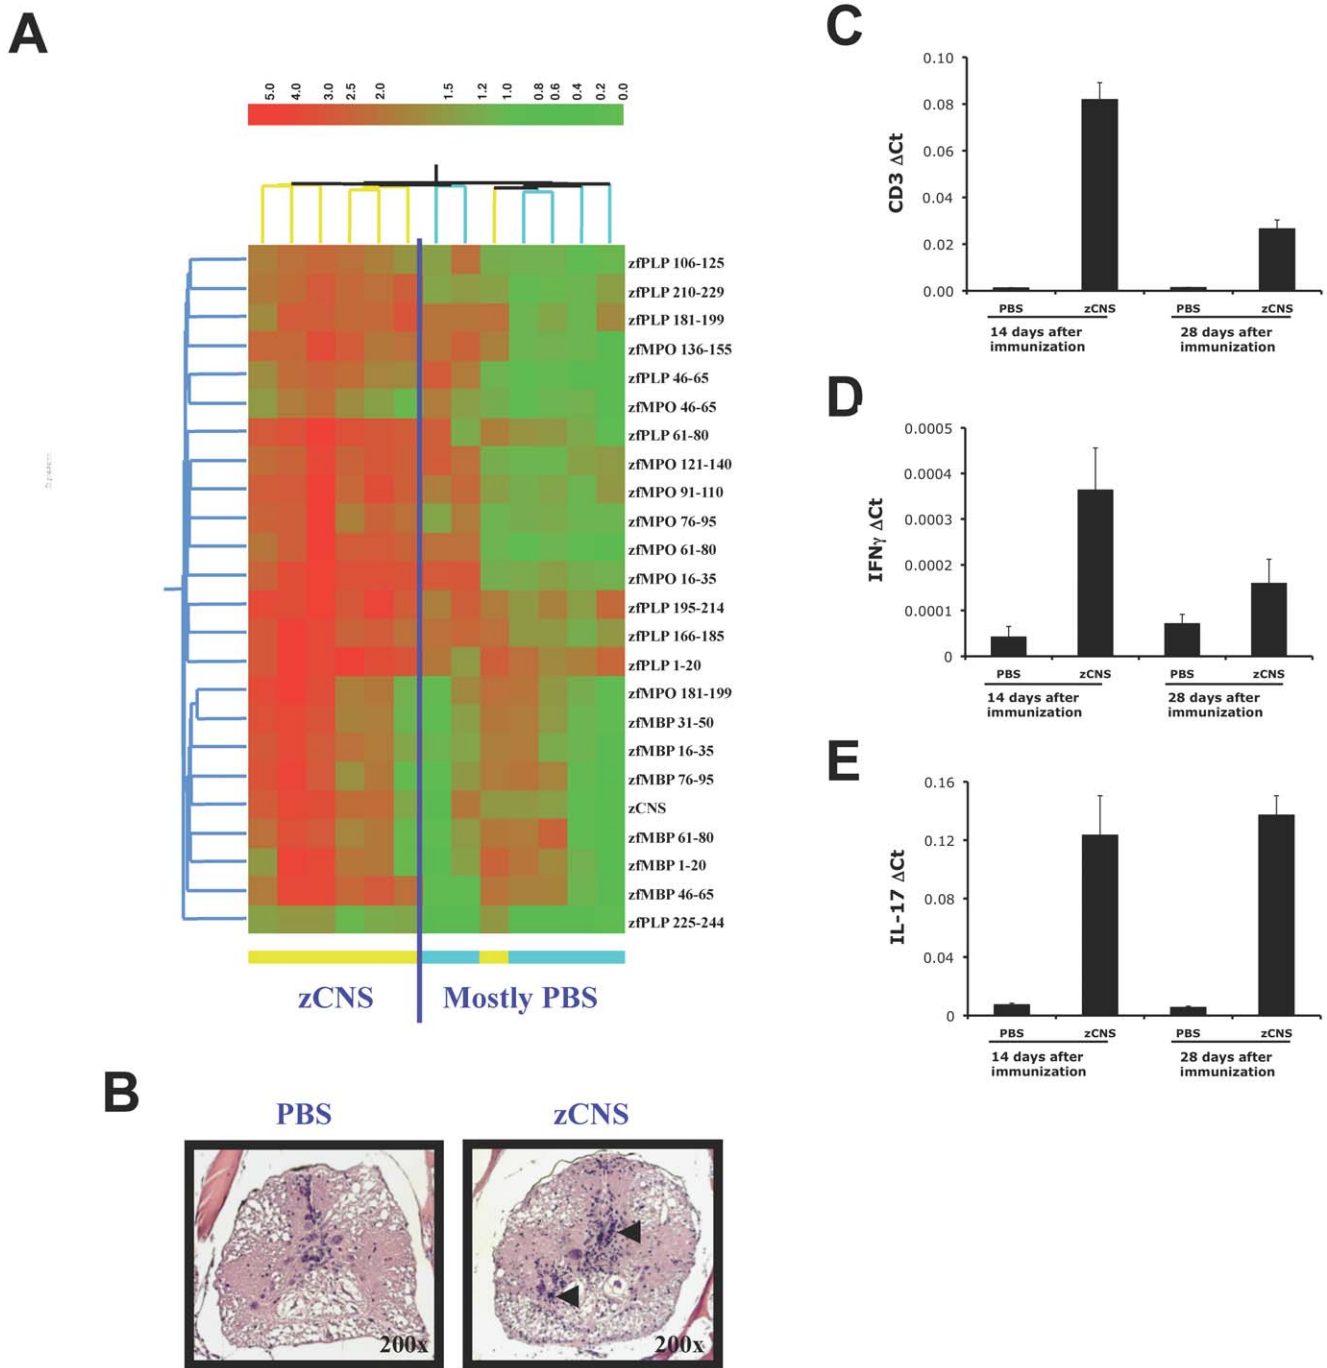 A
5.0 4.0 3.0 2.5 2.0 1.5 1.2 1.0 0.8 0.6 0.4 0.2 0.0
zfPLP 106-125
zfPLP 210-229
zfPLP 181-199
zfMPO 136-155
zfPLP 46-65
zfMPO 46-65
zfPLP 61-80
zfMPO 121-140
zfMPO 91-110
zfMPO 76-95
zfMPO 61-80
zfMPO 16-35
zfPLP 195-214
zfPLP 166-185
zfPLP 1-20
zfMPO 181-199
zfMBP 31-50
zfMBP 16-35
zfMBP 76-95
zCNS
zfMBP 61-80
zfMBP 1-20
zfMBP 46-65
zfPLP 225-244
zCNS Mostly PBS
B
PBS zCNS
200x 200x
C
CD3 ΔCt
0.10
0.08
0.06
0.04
0.02
0.00
PBS zCNS PBS zCNS
14 days after 28 days after
immunization immunization
D
IFNγ ΔCt
0.0005
0.0004
0.0003
0.0002
0.0001
0
PBS zCNS PBS zCNS
14 days after 28 days after
immunization immunization
E
IL-17 ΔCt
0.16
0.12
0.08
0.04
0
PBS zCNS PBS zCNS
14 days after 28 days after
immunization immunization